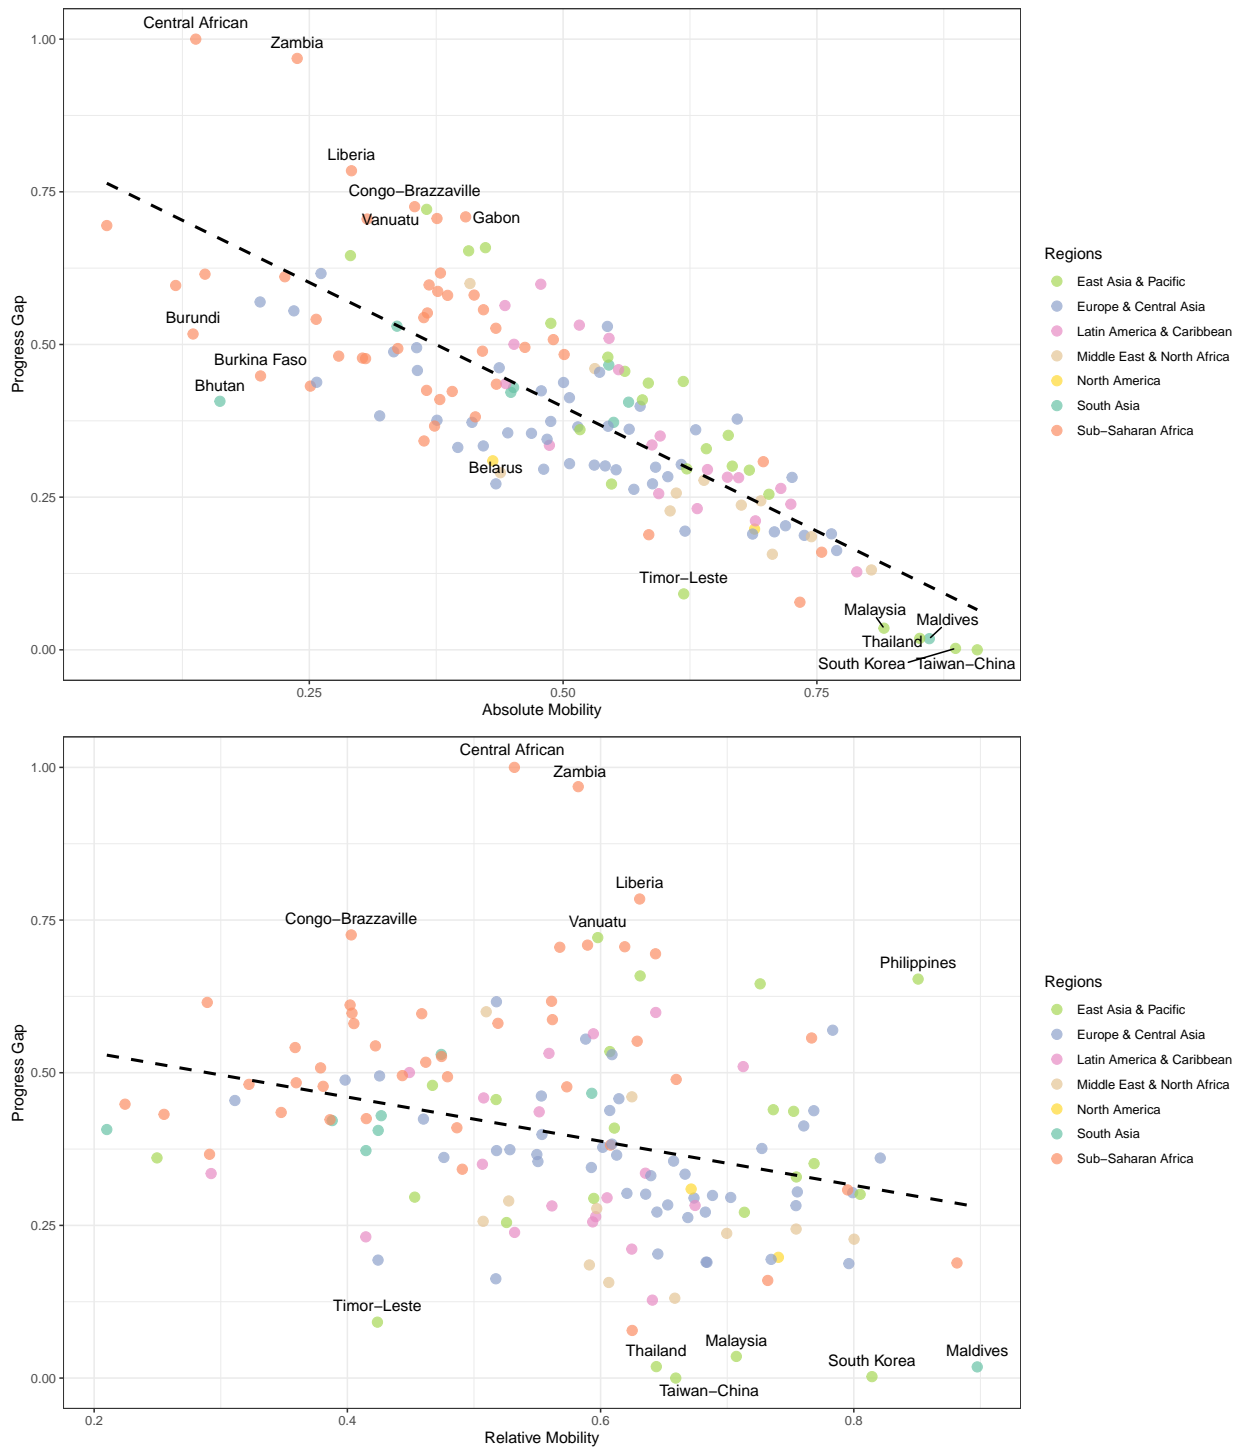 Central African
1.00
Zambia
Liberia
0.75
Congo−Brazzaville
Vanuatu
Gabon
Progress Gap
0.50
Burundi
Burkina Faso
Bhutan
Belarus
0.25
Timor−Leste
Malaysia
Maldives
Thailand
0.00
South Korea
Taiwan−China
0.25
0.50
0.75
Absolute Mobility
Regions
East Asia & Pacific
Europe & Central Asia
Latin America & Caribbean
Middle East & North Africa
North America
South Asia
Sub−Saharan Africa
Central African
1.00
Zambia
Liberia
0.75
Congo−Brazzaville
Vanuatu
Philippines
Progress Gap
0.50
0.25
Timor−Leste
Malaysia
Thailand
South Korea
Maldives
0.00
Taiwan−China
0.2
0.4
0.6
0.8
Relative Mobility
Regions
East Asia & Pacific
Europe & Central Asia
Latin America & Caribbean
Middle East & North Africa
North America
South Asia
Sub−Saharan Africa